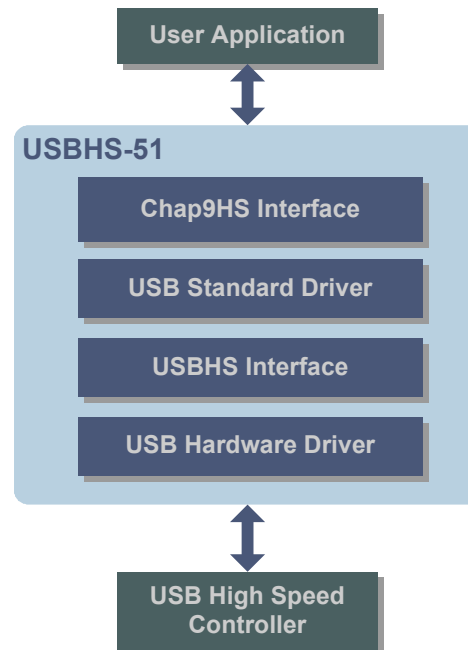 User Application
USBHS-51
Chap9HS Interface
USB Standard Driver
USBHS Interface
USB Hardware Driver
USB High Speed
Controller